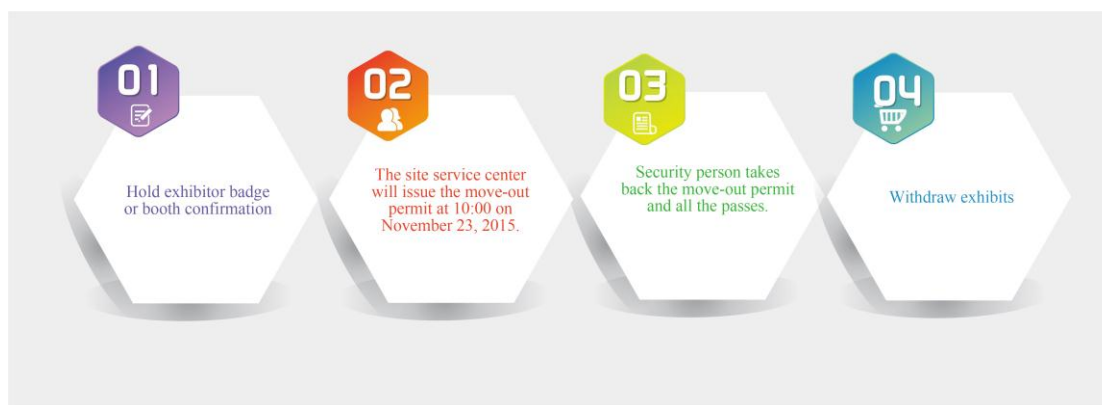 01
Hold exhibitor badge
or booth confirmation
02
The site service center
will issue the move-out
permit at 10:00 on
November 23, 2015.
03
Security person takes
back the move-out permit
and all the passes.
04
Withdraw exhibits